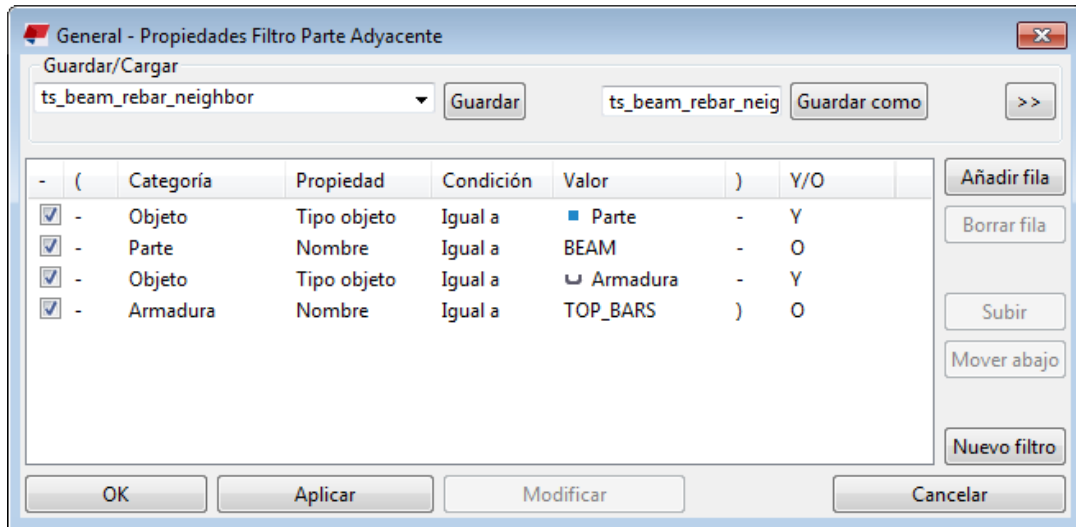 General - Propiedades Filtro Parte Adyacente
Guardar/Cargar
ts_beam_rebar_neighbor Guardar ts_beam_rebar_neig Guardar como >>
- ( Categoría Propiedad Condición Valor ) Y/O
- Objeto Tipo objeto Igual a Parte - Y
- Parte Nombre Igual a BEAM - O
- Objeto Tipo objeto Igual a Armadura - Y
- Armadura Nombre Igual a TOP_BARS ) O
Añadir fila
Borrar fila
Subir
Mover abajo
Nuevo filtro
OK Aplicar Modificar Cancelar